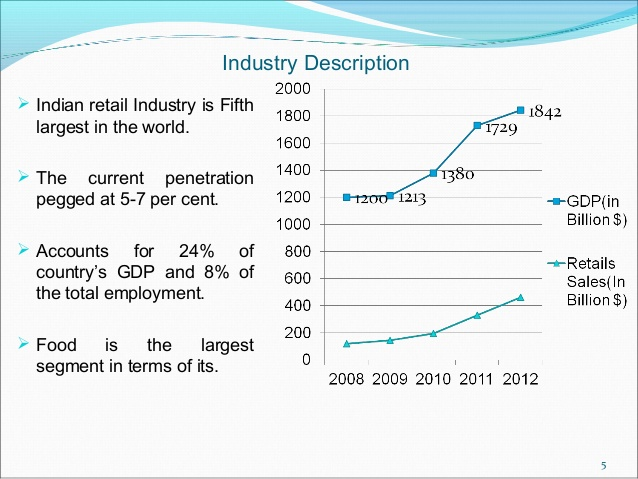 Industry Description
Indian retail Industry is Fifth
largest in the world.
The current penetration
pegged at 5-7 per cent.
Accounts for 24% of
country's GDP and 8% of
the total employment.
Food is the largest
segment in terms of its.
2000
1800
1600
1400
1200
1000
800
600
400
200
0
1200
1213
1380
1729
1842
2008 2009 2010 2011 2012
GDP(in
Billion $)
Retails
Sales(In
Billion $)
5